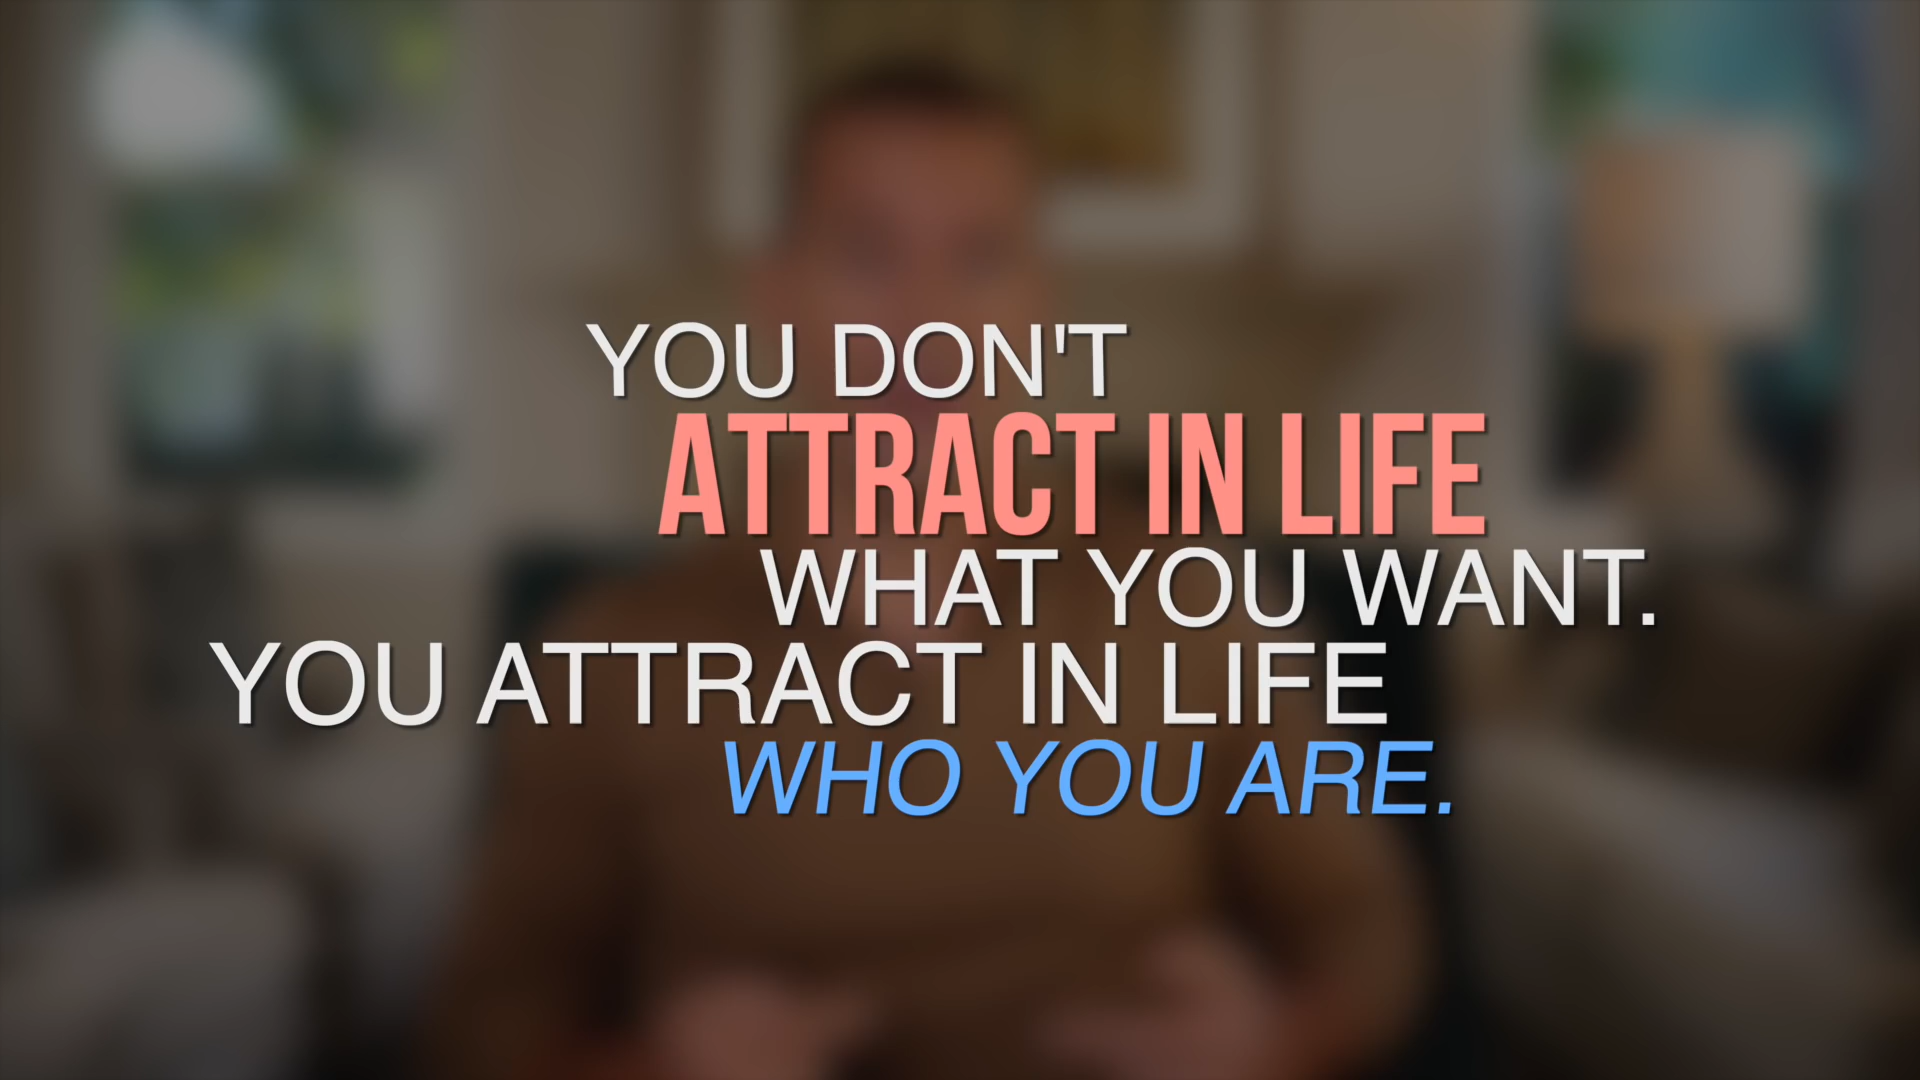 YOU DON'T
ATTRACT IN LIFE
WHAT YOU WANT.
YOU ATTRACT IN LIFE
WHO YOU ARE.